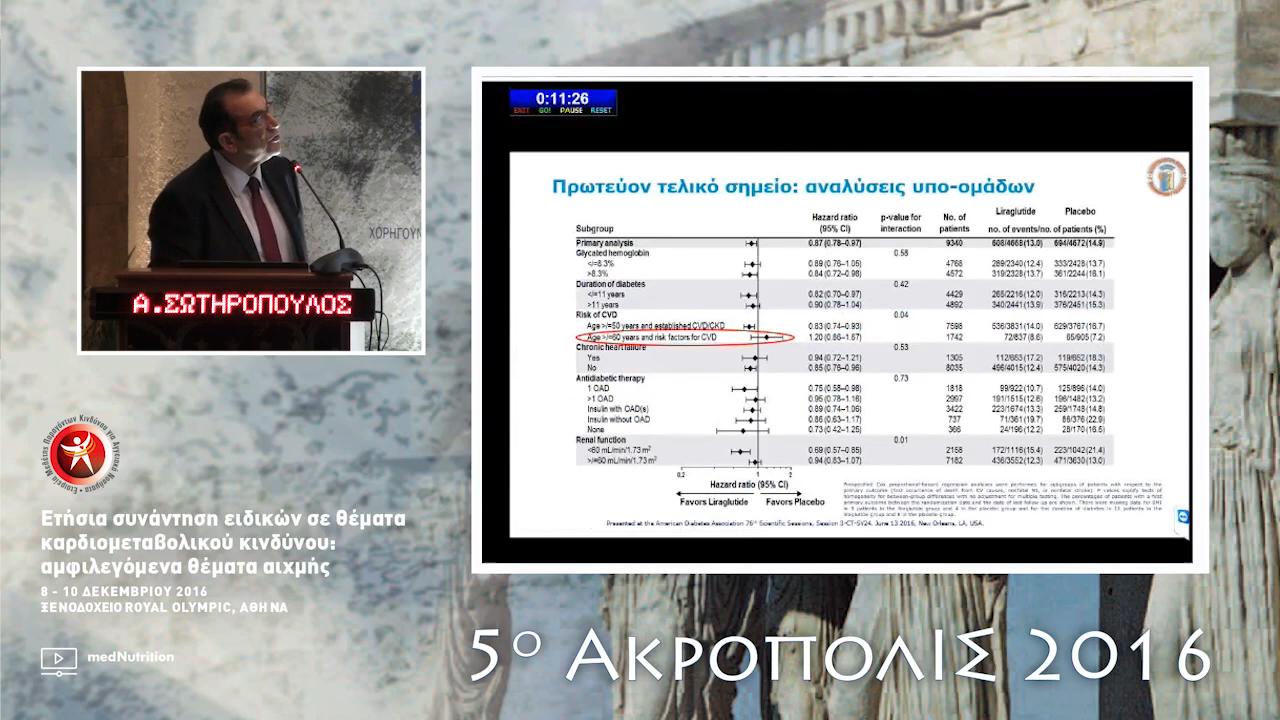 0:11:26
EXIT GO! PAUSE RESET
Πρωτεύον τελικό σημείο: αναλύσεις υπο-ομάδων
Subgroup Hazard ratio (95% CI) p-value for interaction No. of patients Liraglutide Placebo
no. of events/no. of patients (%)
Primary analysis 0.87 (0.78–0.97) 9340 608/4668(13.0) 694/4672(14.9)
Glycated hemoglobin 0.58
</=8.3% 0.89 (0.76–1.05) 4768 289/2340 (12.4) 333/2428 (13.7)
>8.3% 0.84 (0.72–0.98) 4572 319/2328 (13.7) 361/2244 (16.1)
Duration of diabetes 0.42
</=11 years 0.82 (0.70–0.97) 4429 266/2216 (12.0) 316/2213(14.3)
>11 years 0.90 (0.78–1.04) 4892 340/2441 (13.9) 376/2451 (15.3)
Risk of CVD 0.04
Age >/=50 years and established CVD/CKD 0.83 (0.74–0.93) 7598 536/3831 (14.0) 629/3767 (16.7)
Age >/=60 years and risk factors for CVD 1.20 (0.86–1.67) 1742 72/837 (8.6) 65/905 (7.2)
Chronic heart failure 0.53
Yes 0.94 (0.72–1.21) 1305 112/653 (17.2) 119/652 (18.3)
No 0.85 (0.76–0.96) 8035 496/4015 (12.4) 575/4020 (14.3)
Antidiabetic therapy 0.73
1 OAD 0.75 (0.58–0.98) 1818 99/922 (10.7) 125/896 (14.0)
>1 OAD 0.95 (0.78–1.16) 2997 191/1515 (12.6) 196/1482 (13.2)
Insulin with OAD(s) 0.89 (0.74–1.06) 3422 223/1674 (13.3) 259/1748 (14.8)
Insulin without OAD 0.86 (0.63–1.17) 737 71/361 (19.7) 86/376 (22.9)
None 0.73 (0.42–1.25) 366 24/196 (12.2) 28/170 (16.5)
Renal function 0.01
<60 mL/min/1.73 m² 0.69 (0.57–0.85) 2158 172/1116 (15.4) 223/1042 (21.4)
>/=60 mL/min/1.73 m² 0.94 (0.83–1.07) 7182 436/3552 (12.3) 471/3630 (13.0)
0.2 1 2
Hazard ratio (95% CI)
Favors Liraglutide Favors Placebo
Presented at the American Diabetes Association 76th Scientific Sessions, Session 3-CT-SY24. June 13 2016, New Orleans, LA, USA.
ΧΟΡΗΓΟΥΝ
Α.ΣΩΤΗΡΟΠΟΥΛΟΣ
Εταιρεία Μελέτης Παραγόντων Κινδύνου για Αγγειακά Νοσήματα
Ετήσια συνάντηση ειδικών σε θέματα
καρδιομεταβολικού κινδύνου:
αμφιλεγόμενα θέματα αιχμής
8 - 10 ΔΕΚΕΜΒΡΙΟΥ 2016
ΞΕΝΟΔΟΧΕΙΟ ROYAL OLYMPIC, ΑΘΗΝΑ
medNutrition
5ο ΑΚΡΟΠΟΛΙΣ 2016